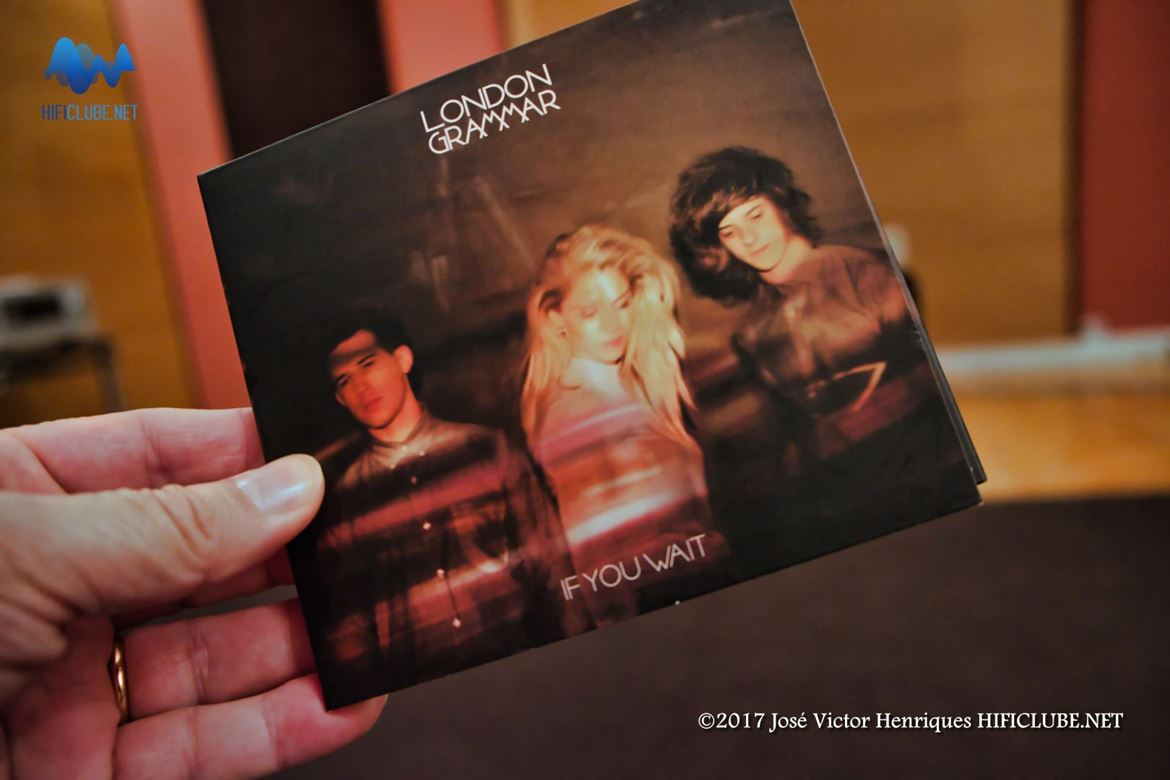 HIFICLUBE.NET
LONDON
GRAMMAR
IF YOU WAIT
©2017 José Victor Henriques HIFICLUBE.NET